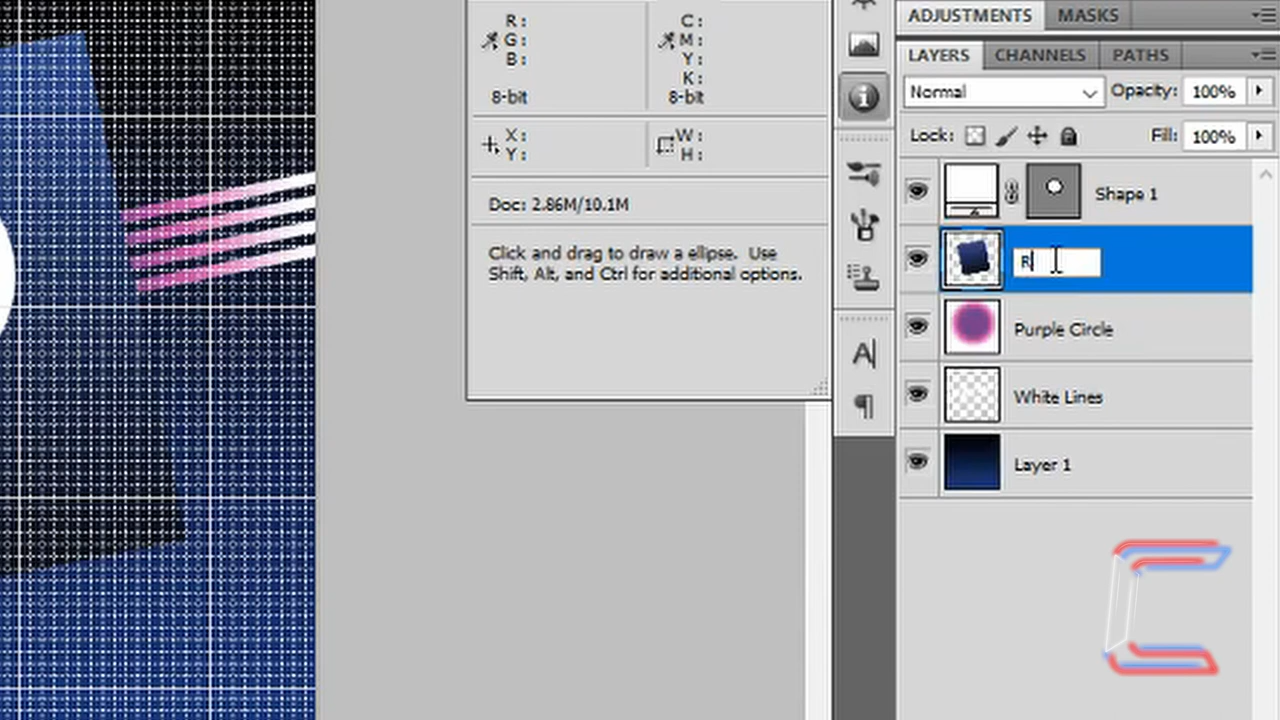 R:
G:
B:
8-bit
C:
M:
Y:
K:
8-bit
X:
Y:
W:
H:
Doc: 2.86M/10.1M
Click and drag to draw a ellipse. Use
Shift, Alt, and Ctrl for additional options.
A
ADJUSTMENTS MASKS
LAYERS CHANNELS PATHS
Normal Opacity: 100%
Lock: Fill: 100%
Shape 1
R
Purple Circle
White Lines
Layer 1
C